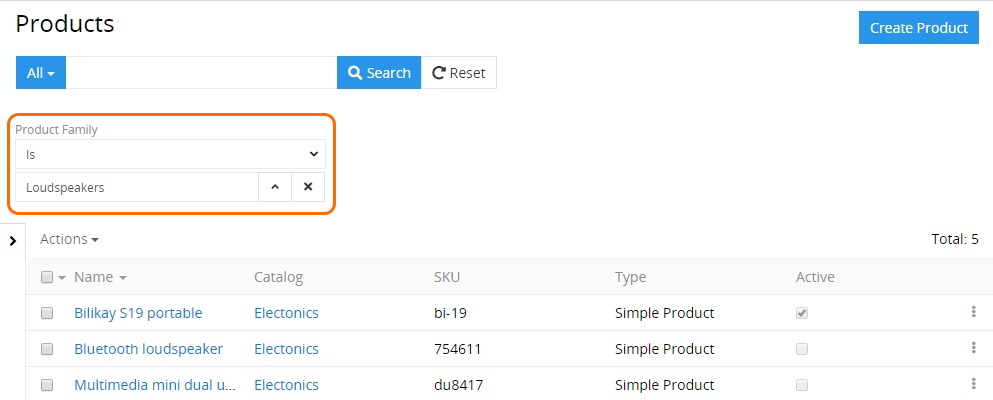 Products
Create Product
All Search Reset
Product Family
Is
Loudspeakers
Actions Total: 5
Name Catalog SKU Type Active
Bilikay S19 portable Electonics bi-19 Simple Product
Bluetooth loudspeaker Electonics 754611 Simple Product
Multimedia mini dual u... Electonics du8417 Simple Product